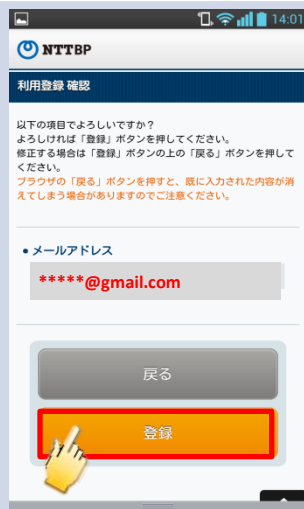 14:01
NTTBP
利用登録 確認
以下の項目でよろしいですか？
よろしければ「登録」ボタンを押してください。
修正する場合は「登録」ボタンの上の「戻る」ボタンを押して
ください。
ブラウザの「戻る」ボタンを押すと、既に入力された内容が消
えてしまう場合がありますのでご注意ください。
• メールアドレス
*****@gmail.com
戻る
登録